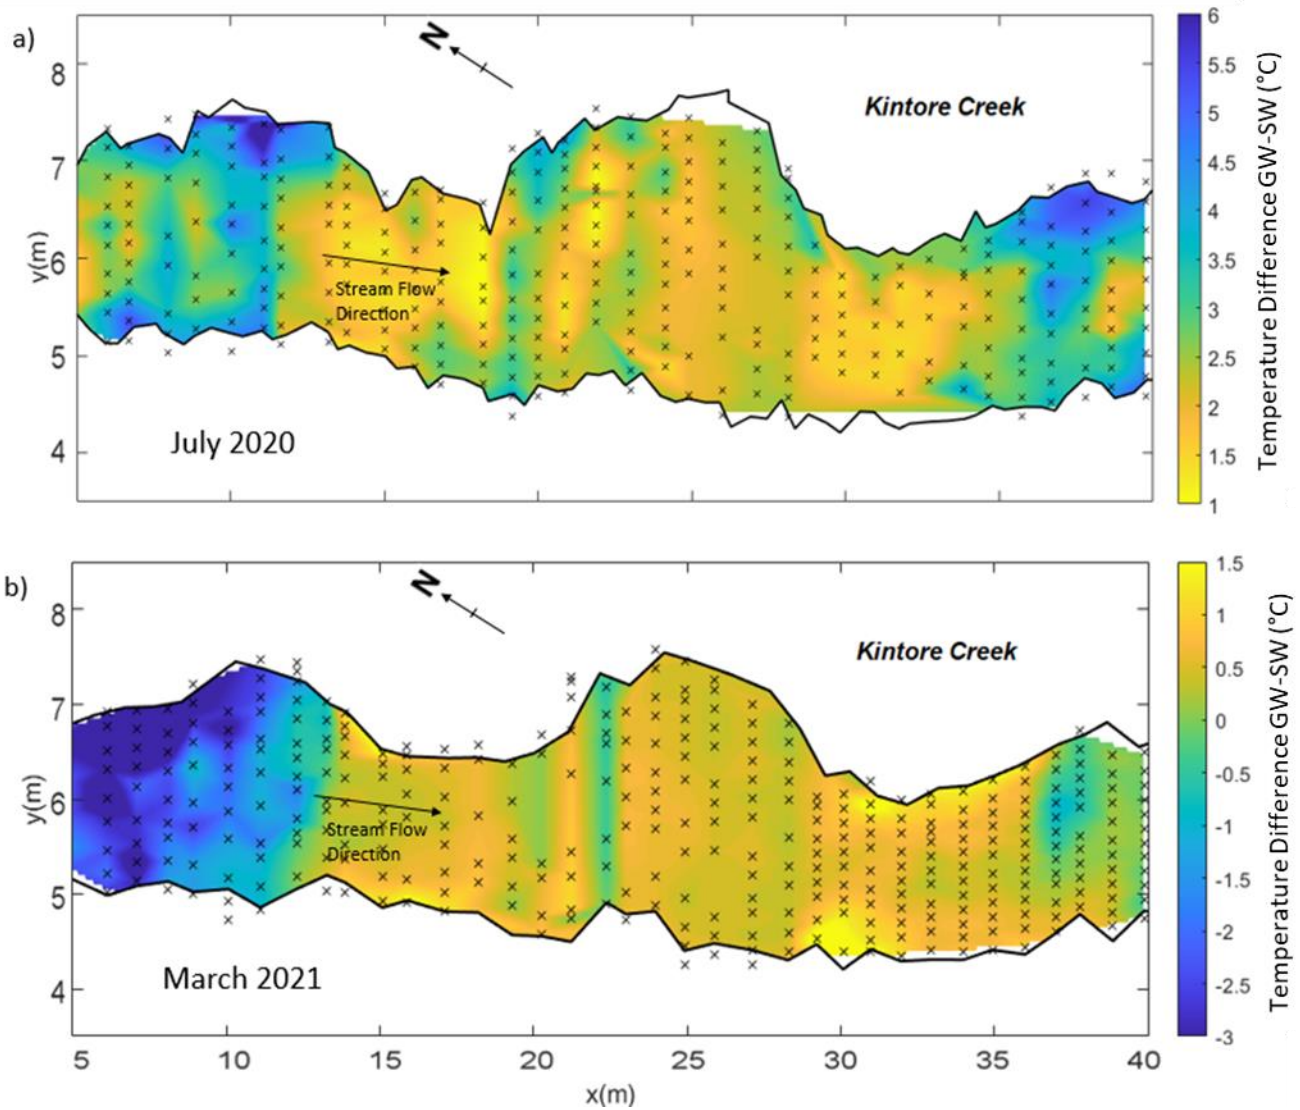 a)
N
Kintore Creek
8
7
6
5
4
y(m)
Stream Flow
Direction
July 2020
6
5.5
5
4.5
4
3.5
3
2.5
2
1.5
1
Temperature Difference GW-SW (°C)
b)
N
Kintore Creek
8
7
6
5
4
y(m)
Stream Flow
Direction
March 2021
5 10 15 20 25 30 35 40
x(m)
1.5
1
0.5
0
-0.5
-1
-1.5
-2
-2.5
-3
Temperature Difference GW-SW (°C)